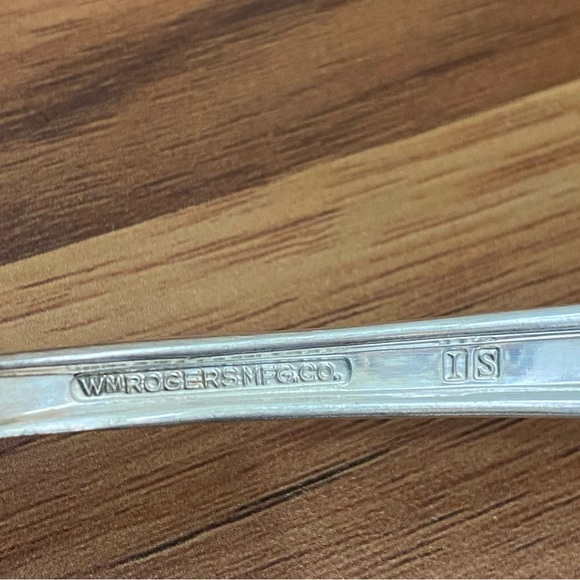 WM ROGERS MFG. CO. IS